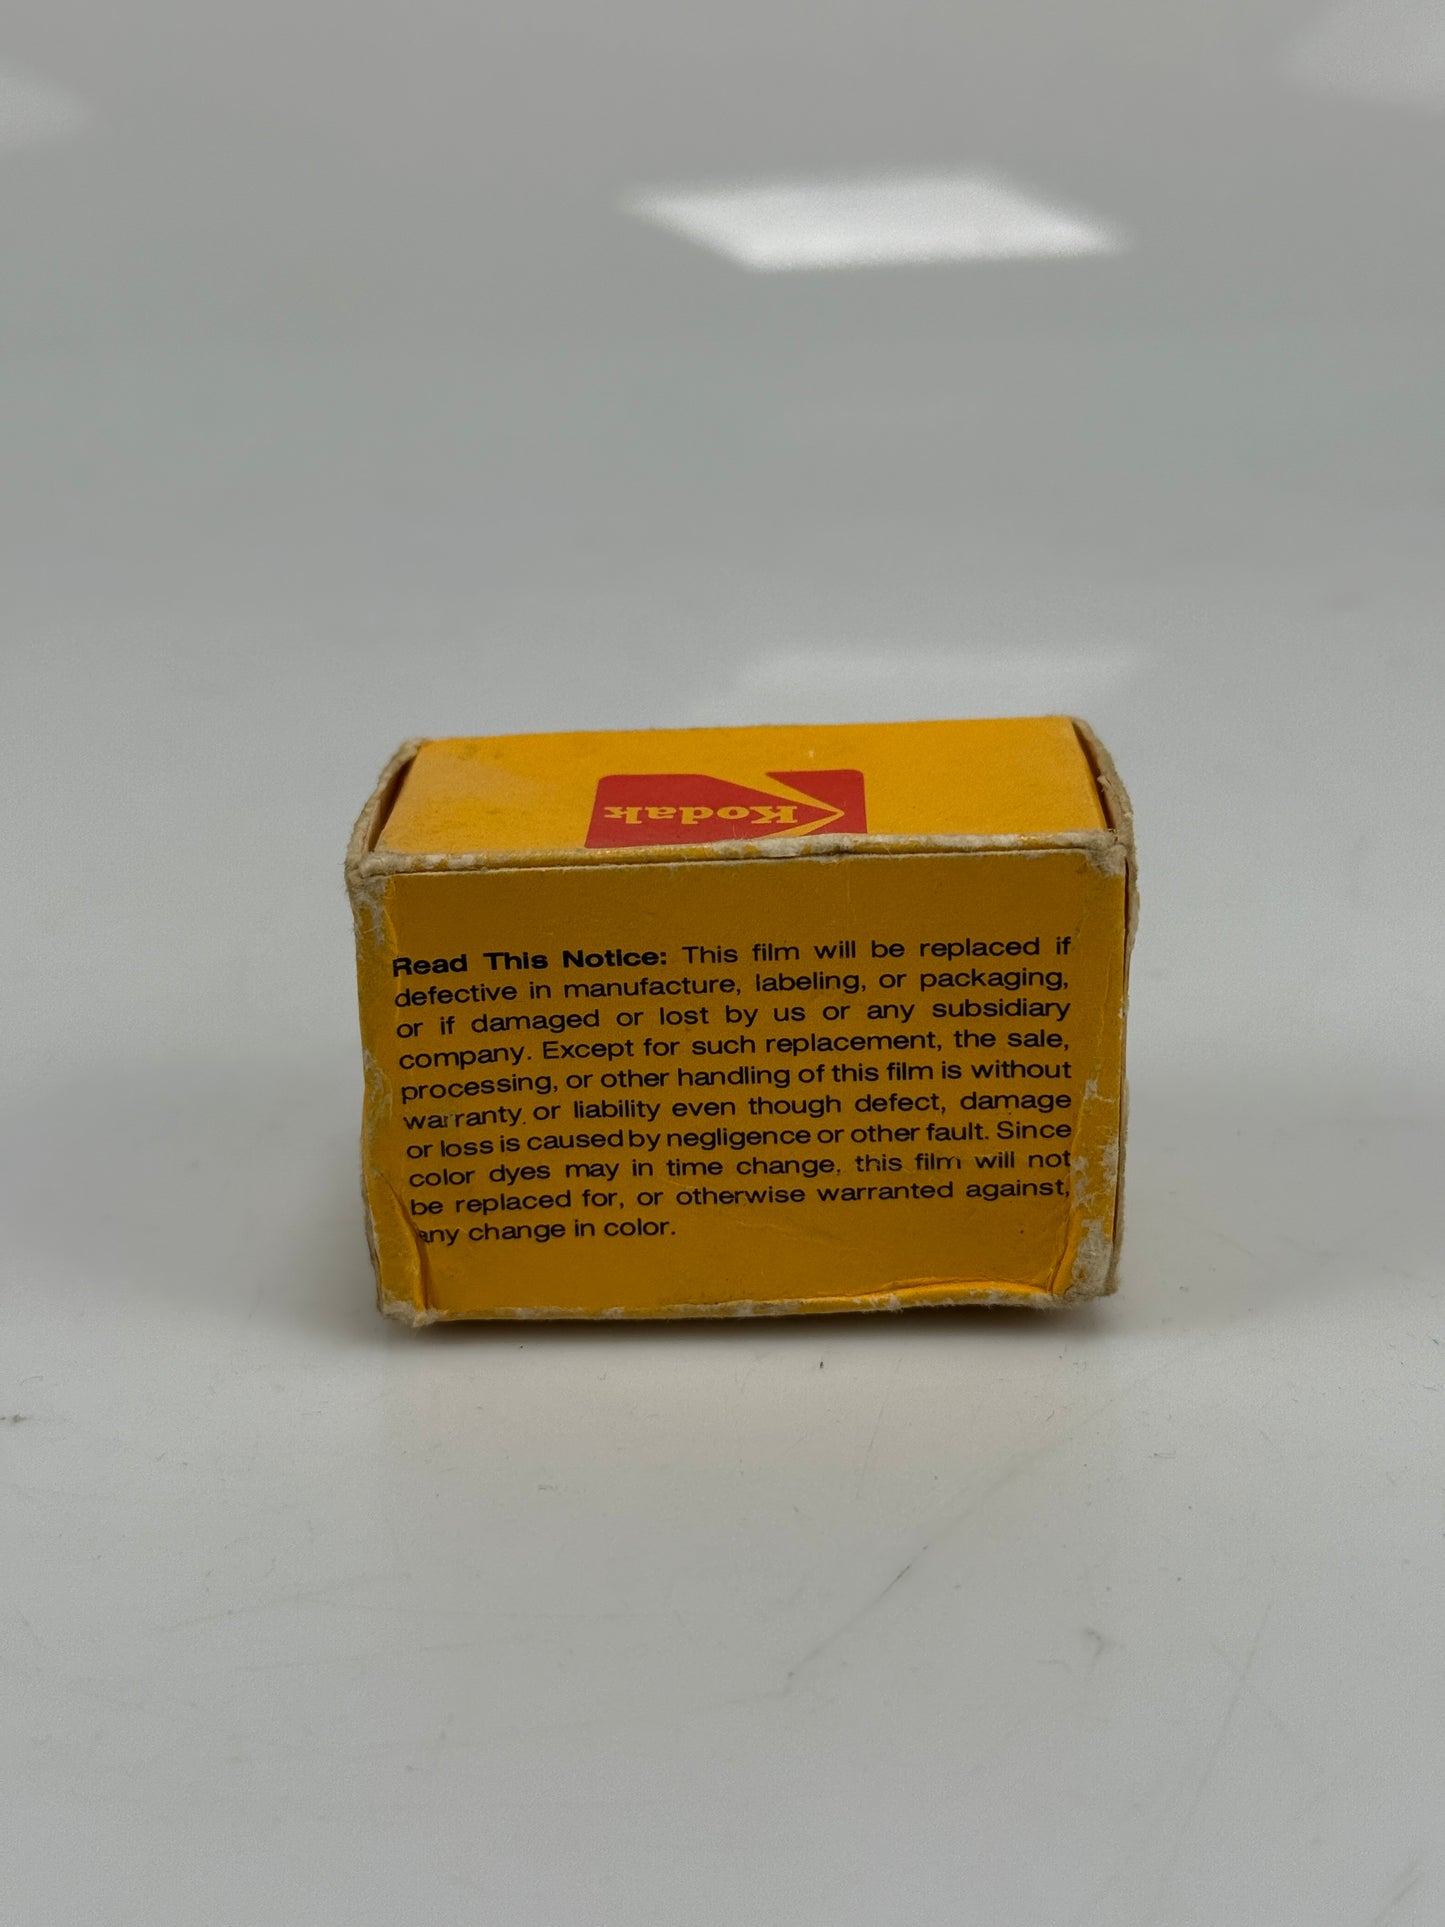 Kodak
Read This Notice: This film will be replaced if
defective in manufacture, labeling, or packaging,
or if damaged or lost by us or any subsidiary
company. Except for such replacement, the sale,
processing, or other handling of this film is without
warranty or liability even though defect, damage
or loss is caused by negligence or other fault. Since
color dyes may in time change, this film will not
be replaced for, or otherwise warranted against,
any change in color.